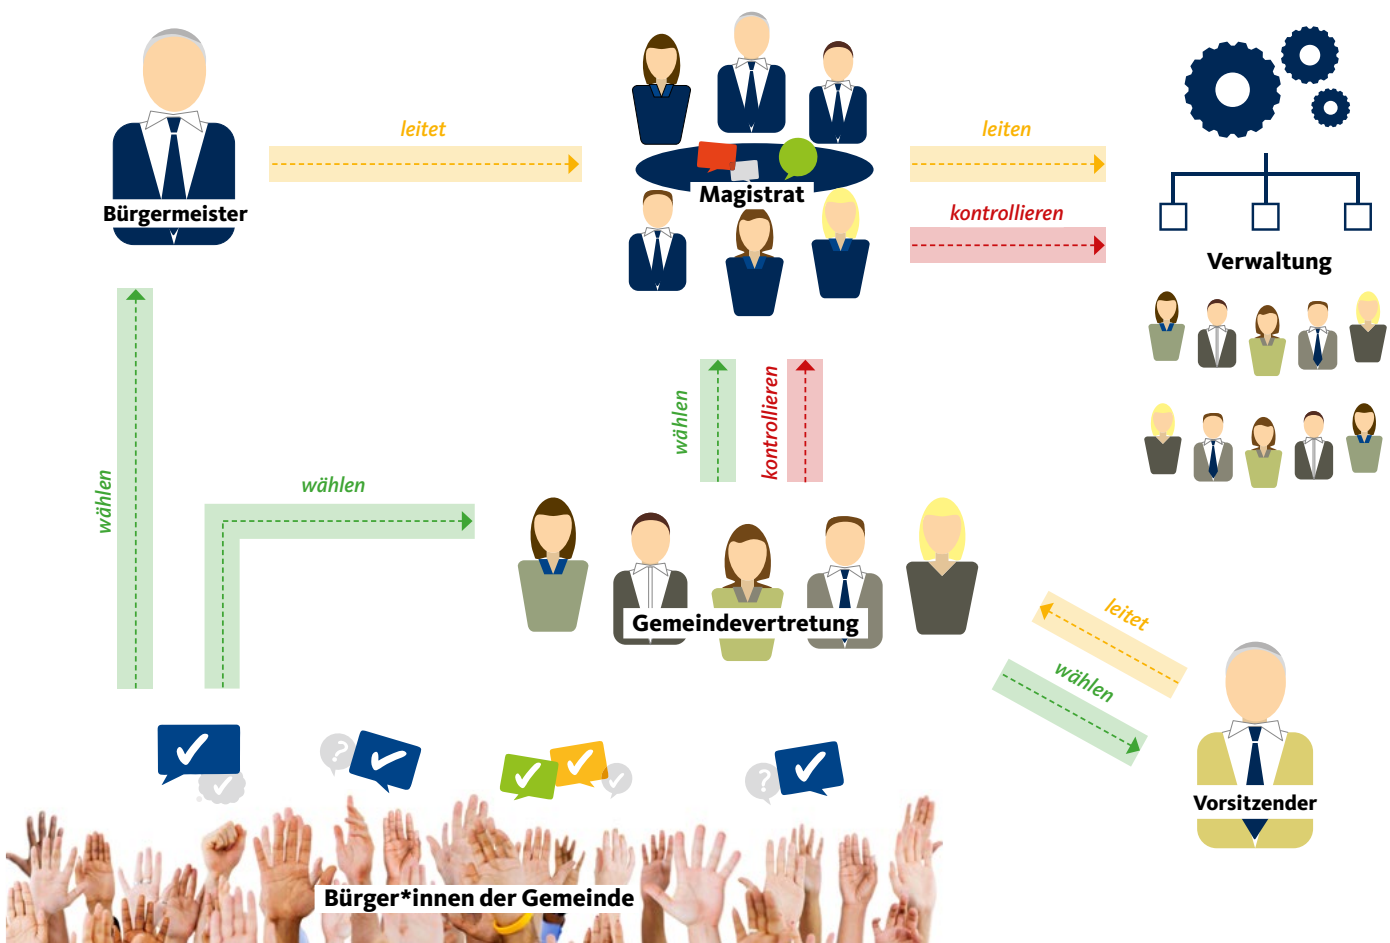 leitet
leiten
Magistrat
Bürgermeister
kontrollieren
Verwaltung
wählen
kontrollieren
wählen
wählen
Gemeindevertretung
leitet
wählen
?
?
Vorsitzender
Bürger*innen der Gemeinde